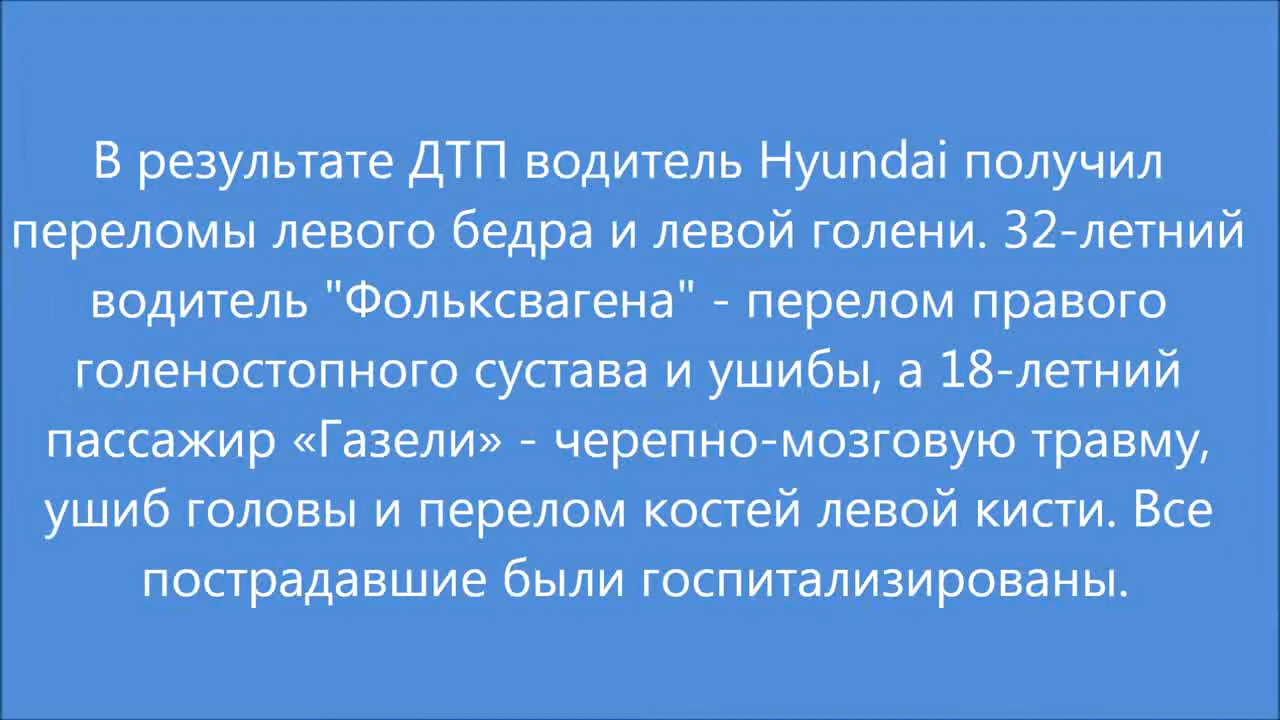 В результате ДТП водитель Hyundai получил
переломы левого бедра и левой голени. 32-летний
водитель "Фольксвагена" - перелом правого
голеностопного сустава и ушибы, а 18-летний
пассажир «Газели» - черепно-мозговую травму,
ушиб головы и перелом костей левой кисти. Все
пострадавшие были госпитализированы.